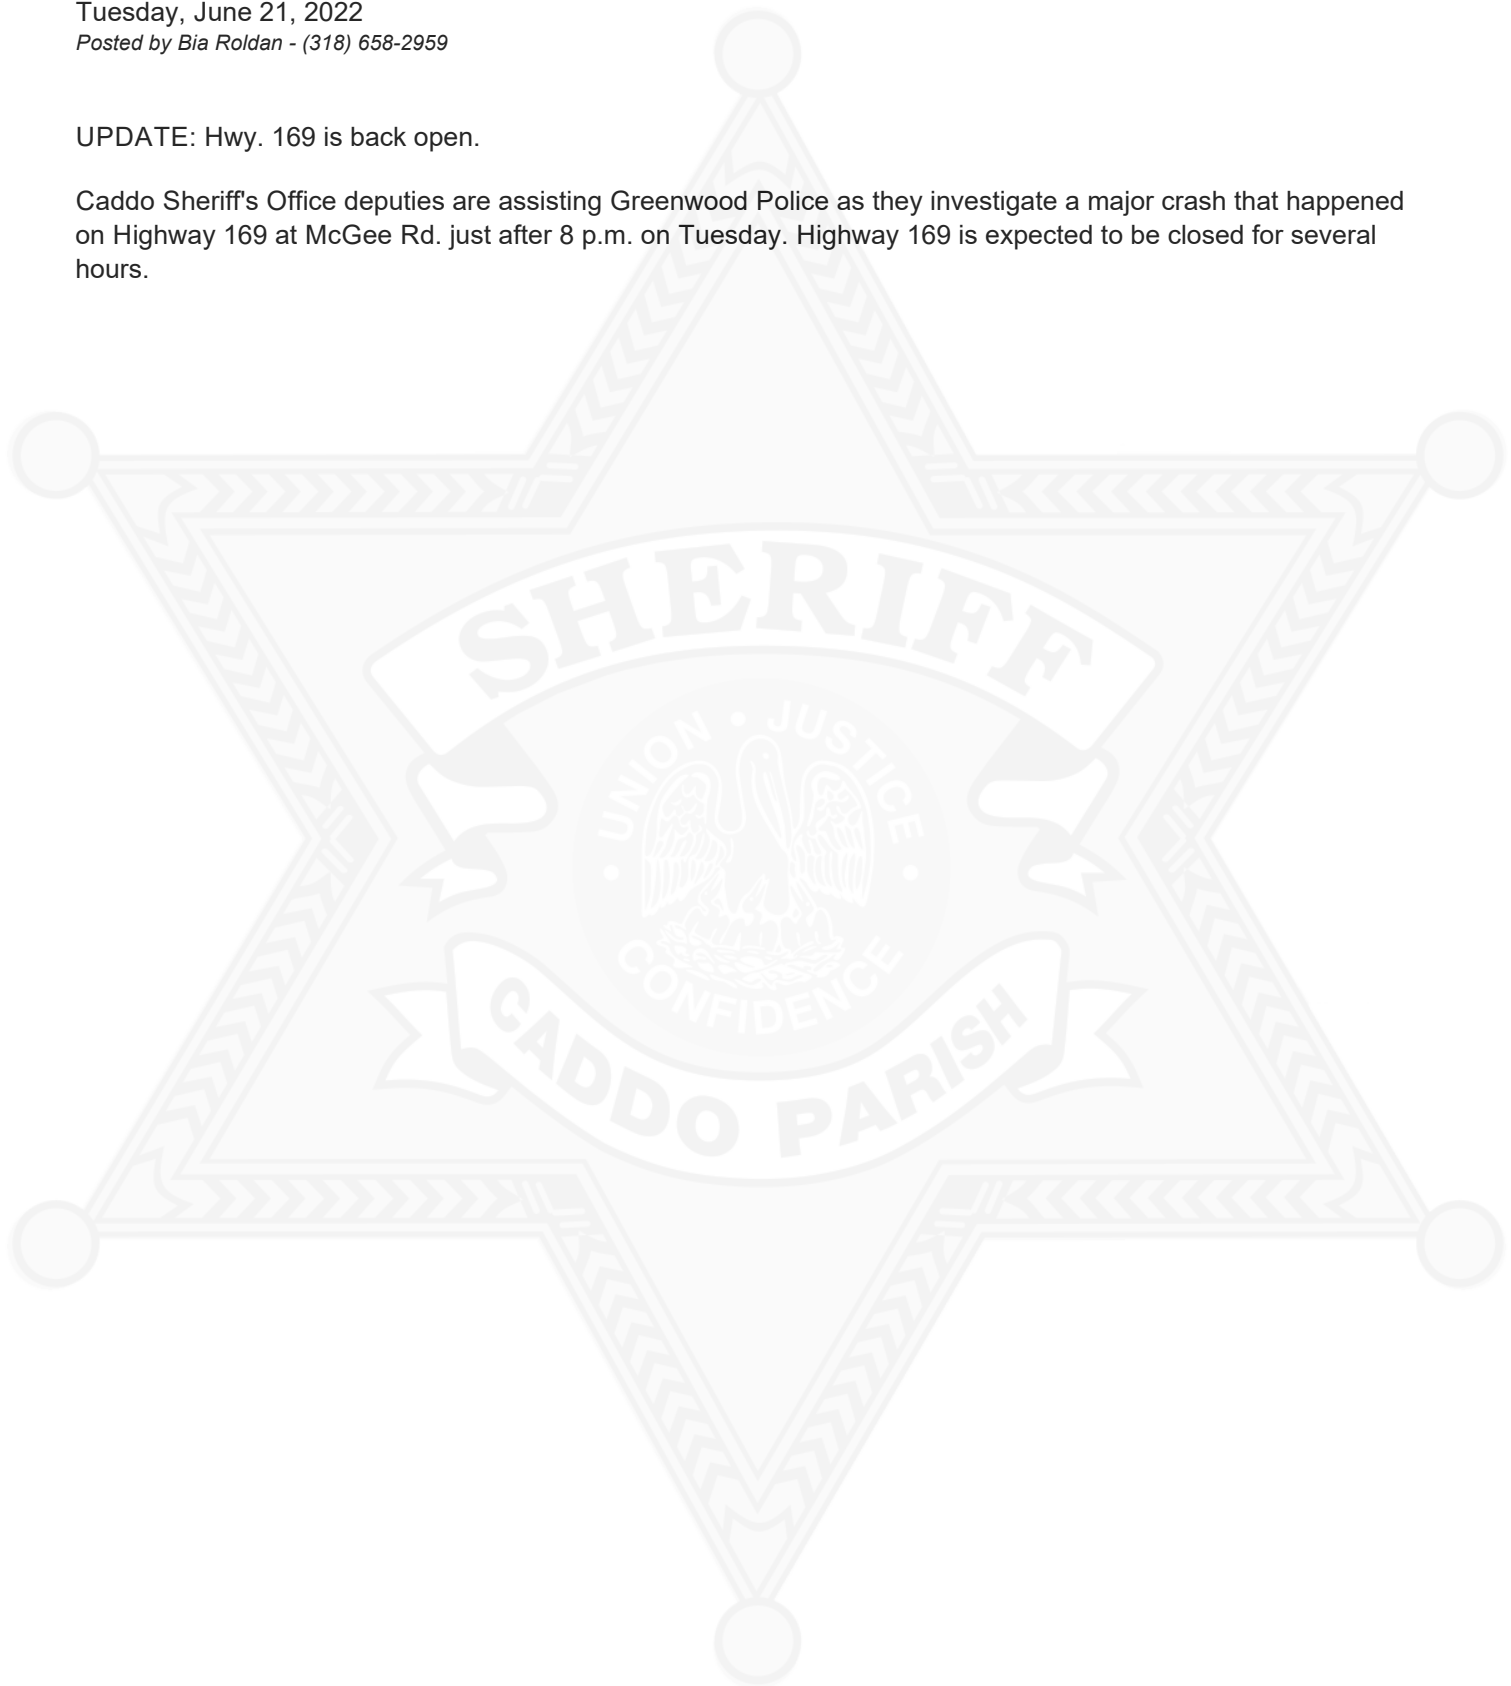 Tuesday, June 21, 2022
Posted by Bia Roldan - (318) 658-2959
UPDATE: Hwy. 169 is back open.
Caddo Sheriff's Office deputies are assisting Greenwood Police as they investigate a major crash that happened
on Highway 169 at McGee Rd. just after 8 p.m. on Tuesday. Highway 169 is expected to be closed for several
hours.
SHERIFF
UNION • JUSTICE
• CONFIDENCE •
CADDO PARISH